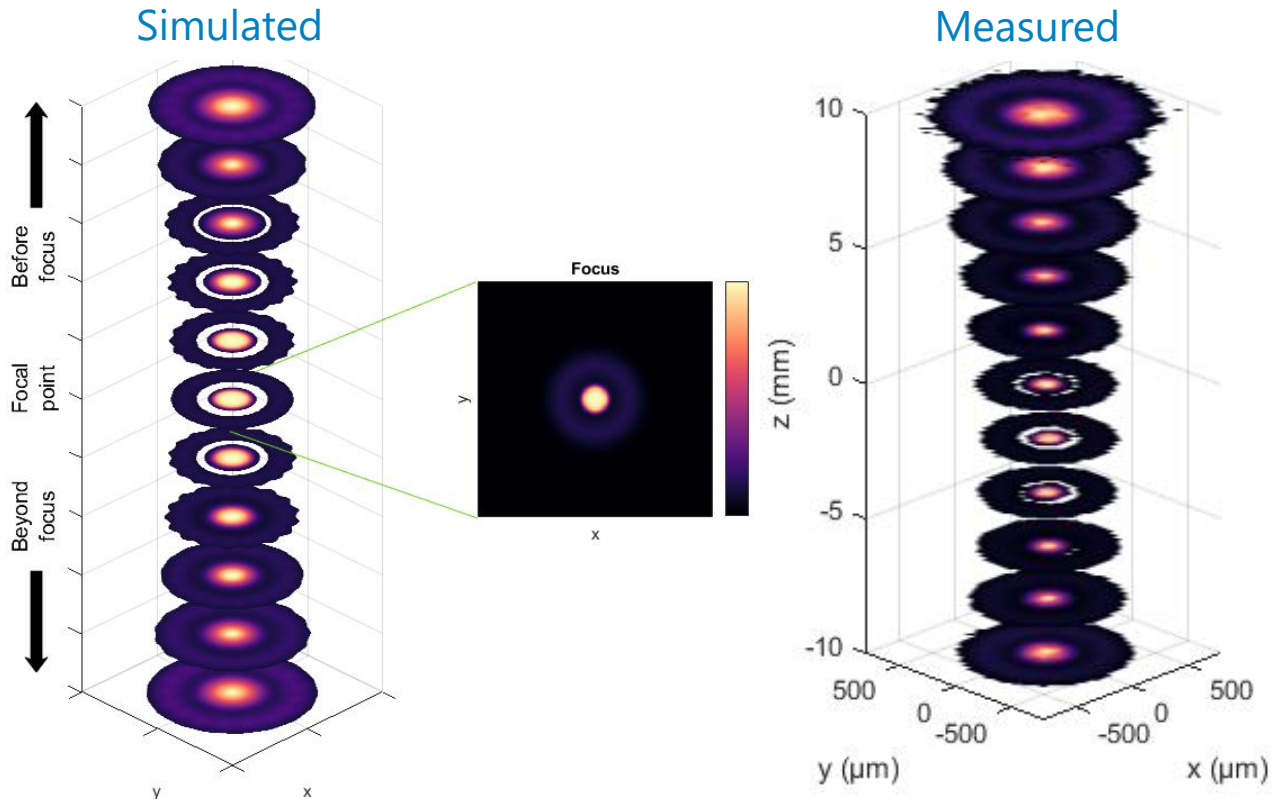 Simulated
Measured
Before
focus
Focal
point
Beyond
focus
y
x
Focus
y
x
z (mm)
10
5
0
-5
-10
500
0
-500
y (µm)
-500
0
500
x (µm)